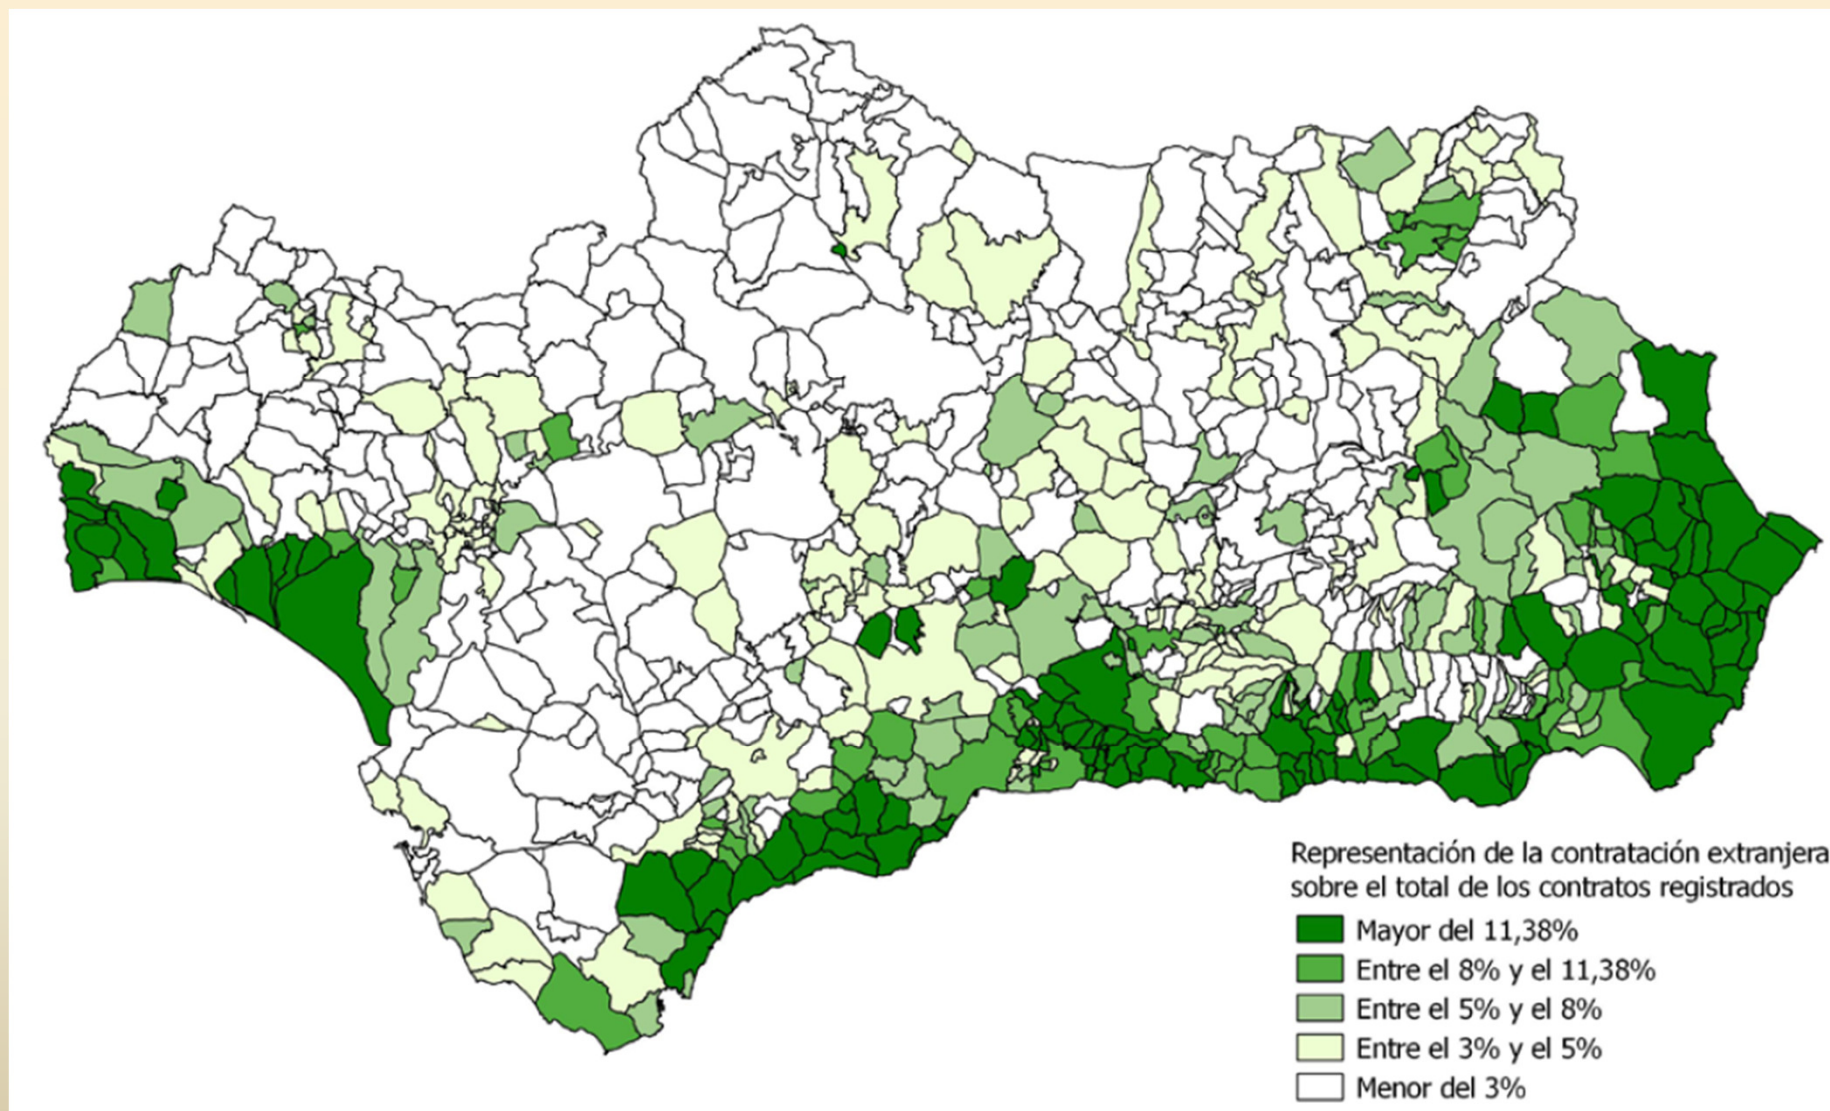 Representación de la contratación extranjera
sobre el total de los contratos registrados
Mayor del 11,38%
Entre el 8% y el 11,38%
Entre el 5% y el 8%
Entre el 3% y el 5%
Menor del 3%